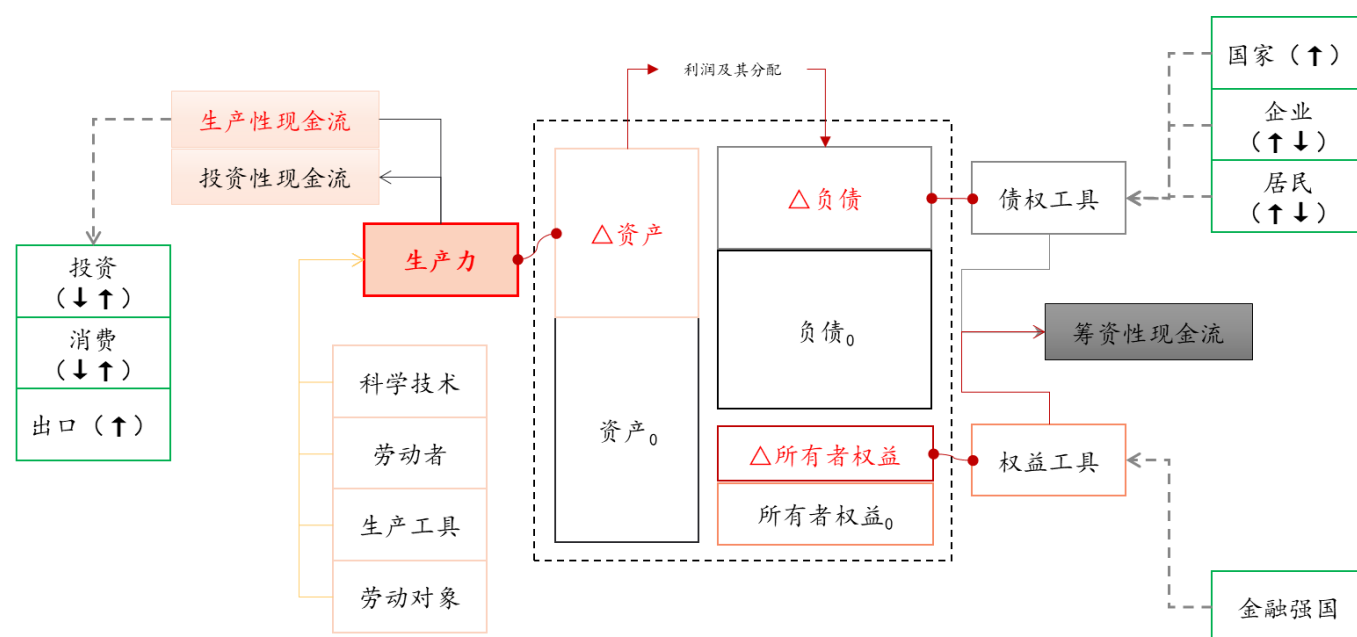 利润及其分配
国家（↑）
企业
（↑↓）
居民
（↑↓）
生产性现金流
投资性现金流
生产力
△资产
资产₀
△负债
负债₀
△所有者权益
所有者权益₀
债权工具
筹资性现金流
权益工具
投资
（↓↑）
消费
（↓↑）
出口（↑）
科学技术
劳动者
生产工具
劳动对象
金融强国